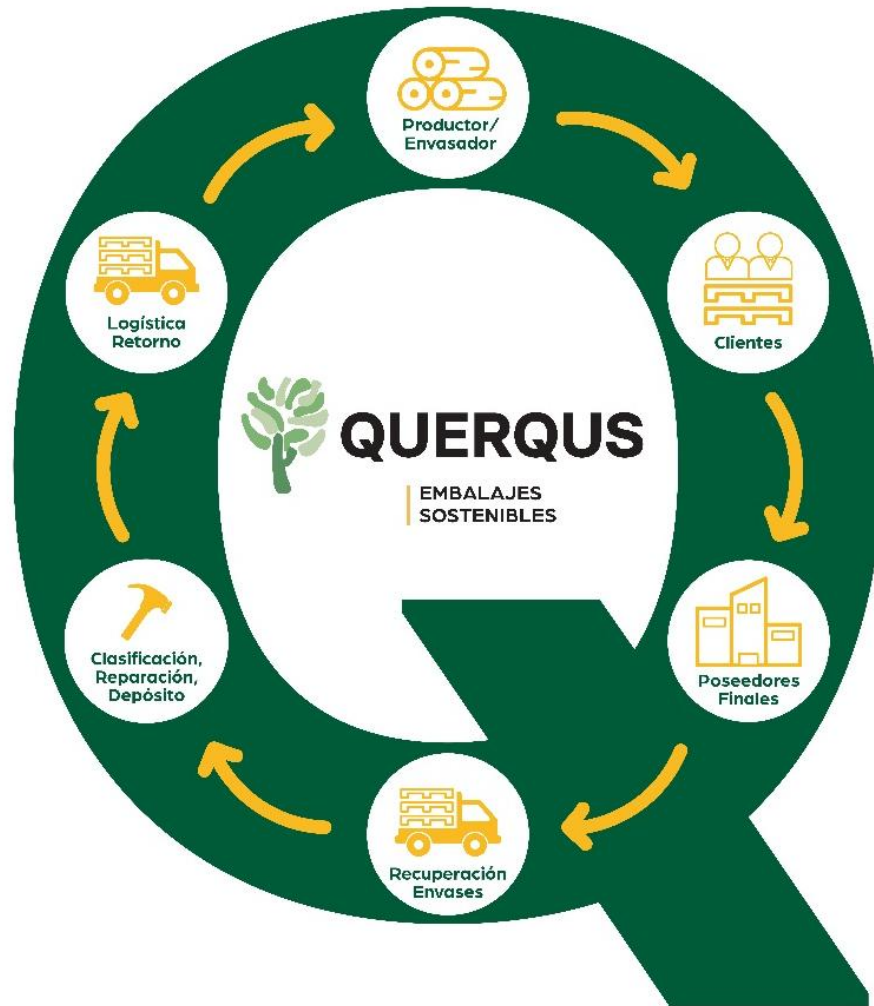 Productor/
Envasador
Clientes
Poseedores
Finales
Recuperación
Envases
Clasificación,
Reparación,
Depósito
Logística
Retorno
QUERQUS
EMBALAJES
SOSTENIBLES